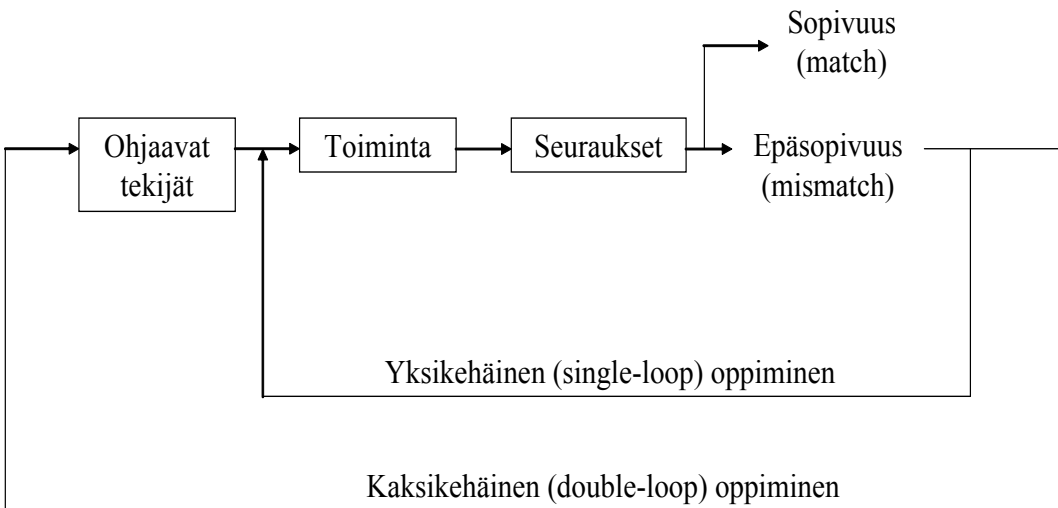 Sopivuus
(match)
Ohjaavat
tekijät
Toiminta
Seuraukset
Epäsopivuus
(mismatch)
Yksikehäinen (single-loop) oppiminen
Kaksikehäinen (double-loop) oppiminen